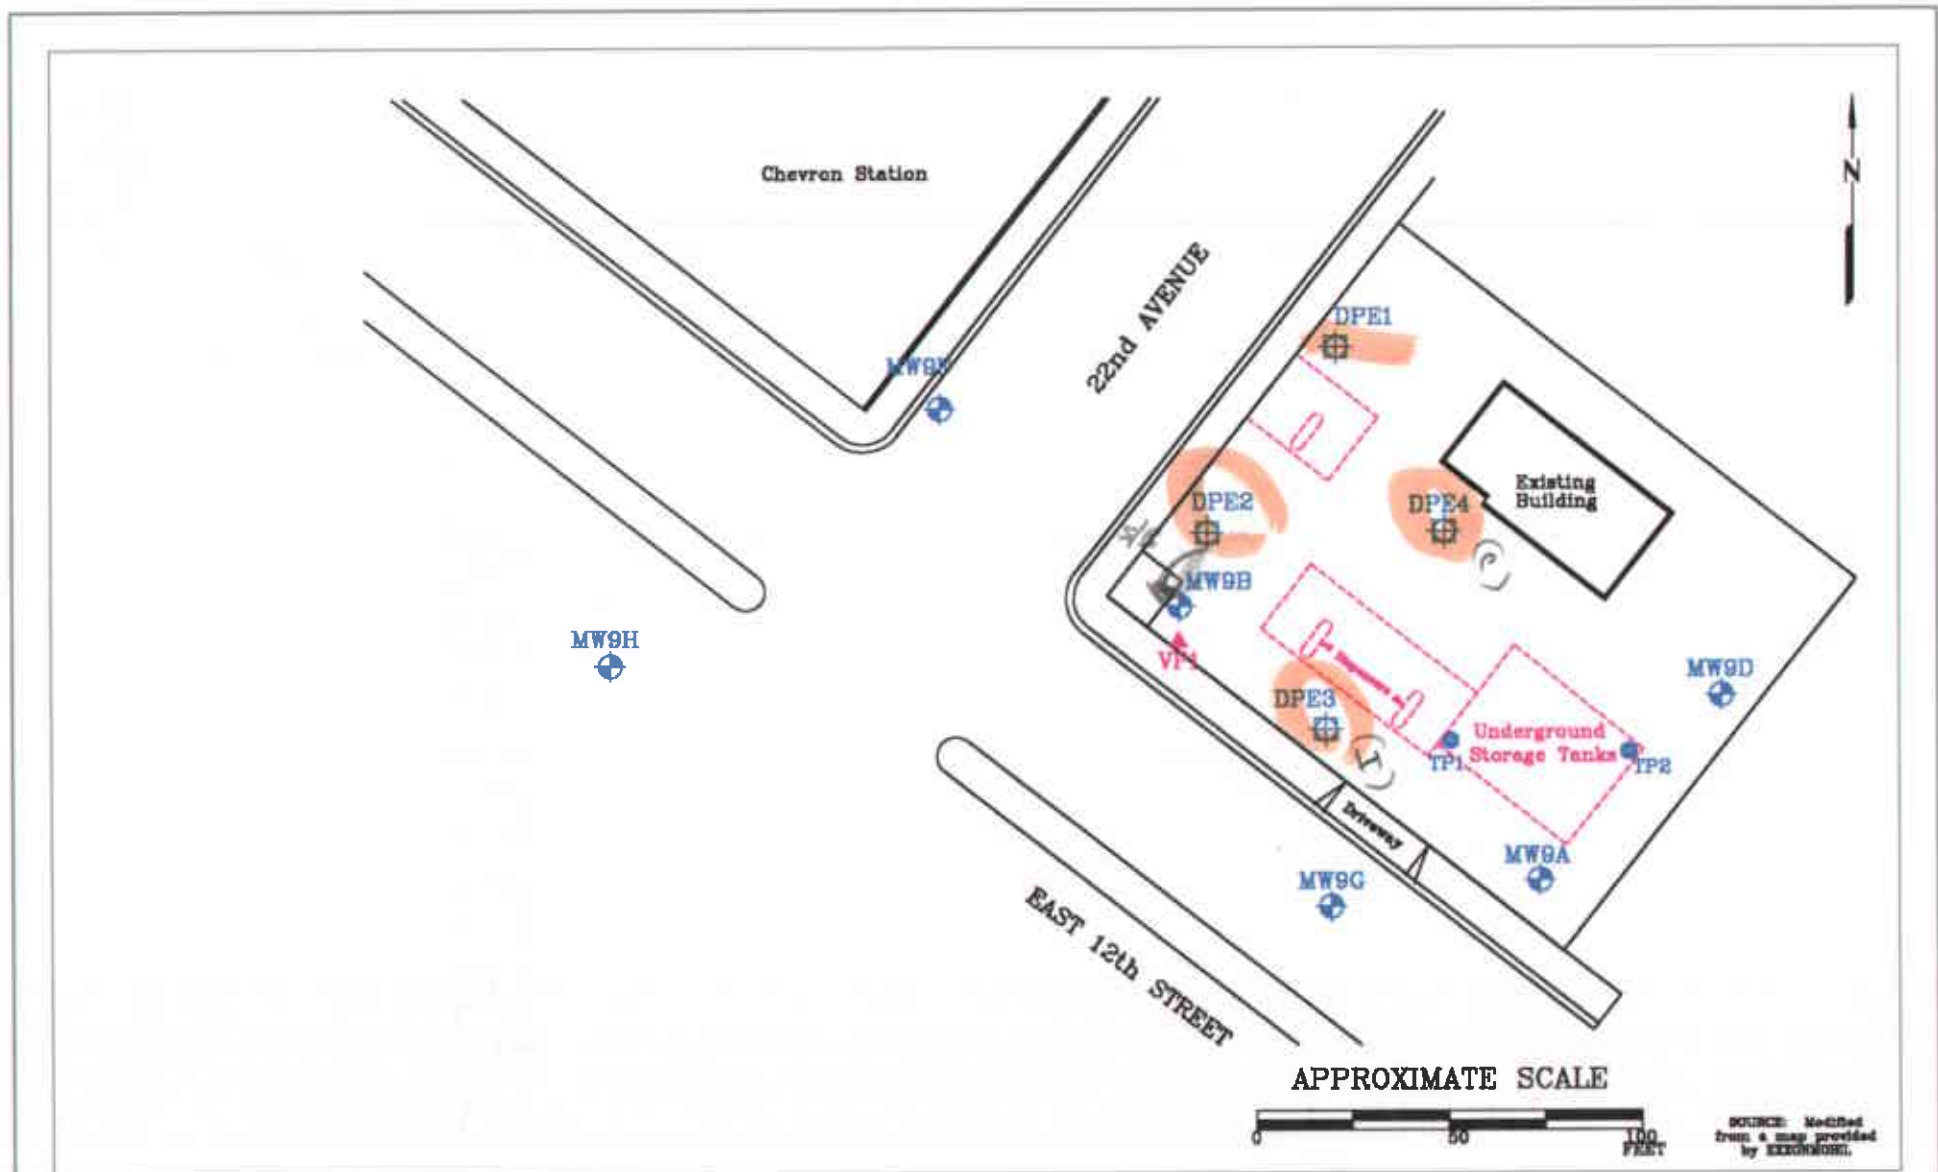 Chevron Station
N
22nd AVENUE
DPE1
DPE2
DPE4
Existing
Building
MW9B
MW9H
VP1
DPE3
MW9D
Underground
Storage Tanks
TP1
TP2
Driveway
MW9A
MW9G
EAST 12th STREET
APPROXIMATE SCALE
0 50 100
FEET
SOURCE: Modified
from a map provided
by EXXONMOBIL